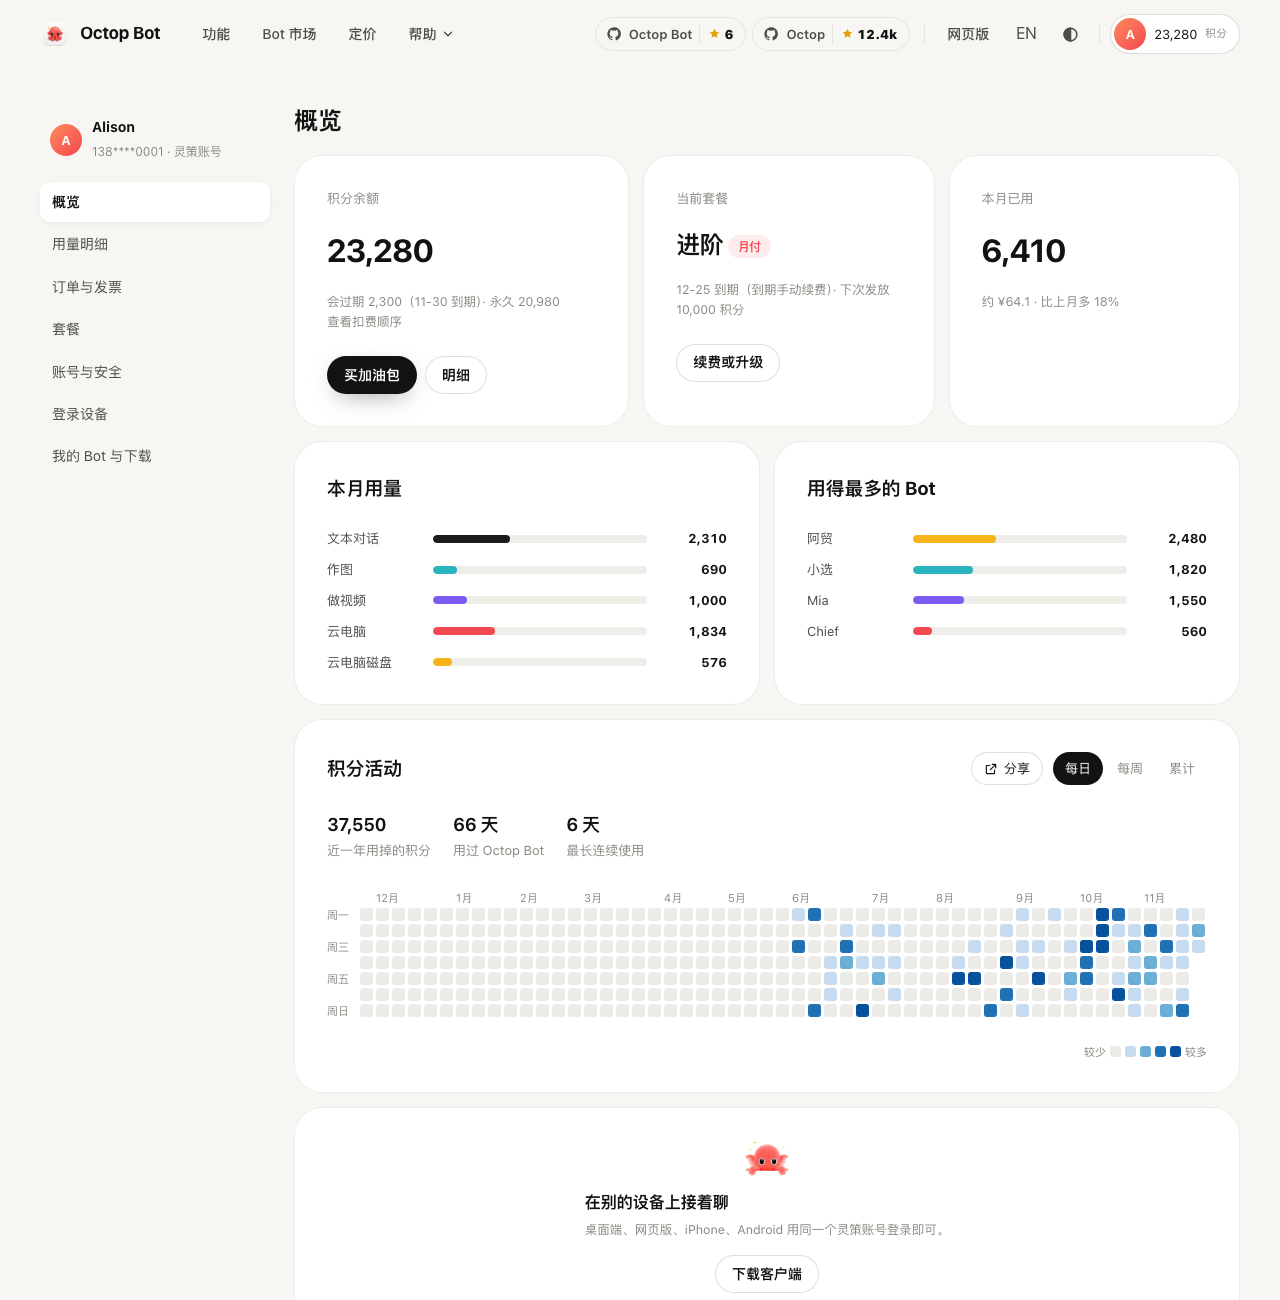 Octop Bot
功能
Bot 市场
定价
帮助
Octop Bot
6
Octop
12.4k
网页版
EN
A
23,280 积分
A
Alison
138****0001 · 灵策账号
概览
用量明细
订单与发票
套餐
账号与安全
登录设备
我的 Bot 与下载
概览
积分余额
23,280
会过期 2,300（11-30 到期）· 永久 20,980
查看扣费顺序
买加油包
明细
当前套餐
进阶 月付
12-25 到期（到期手动续费）· 下次发放
10,000 积分
续费或升级
本月已用
6,410
约 ¥64.1 · 比上月多 18%
本月用量
文本对话 2,310
作图 690
做视频 1,000
云电脑 1,834
云电脑磁盘 576
用得最多的 Bot
阿贸 2,480
小选 1,820
Mia 1,550
Chief 560
积分活动
分享
每日
每周
累计
37,550
近一年用掉的积分
66 天
用过 Octop Bot
6 天
最长连续使用
12月 1月 2月 3月 4月 5月 6月 7月 8月 9月 10月 11月
周一
周三
周五
周日
较少 较多
在别的设备上接着聊
桌面端、网页版、iPhone、Android 用同一个灵策账号登录即可。
下载客户端